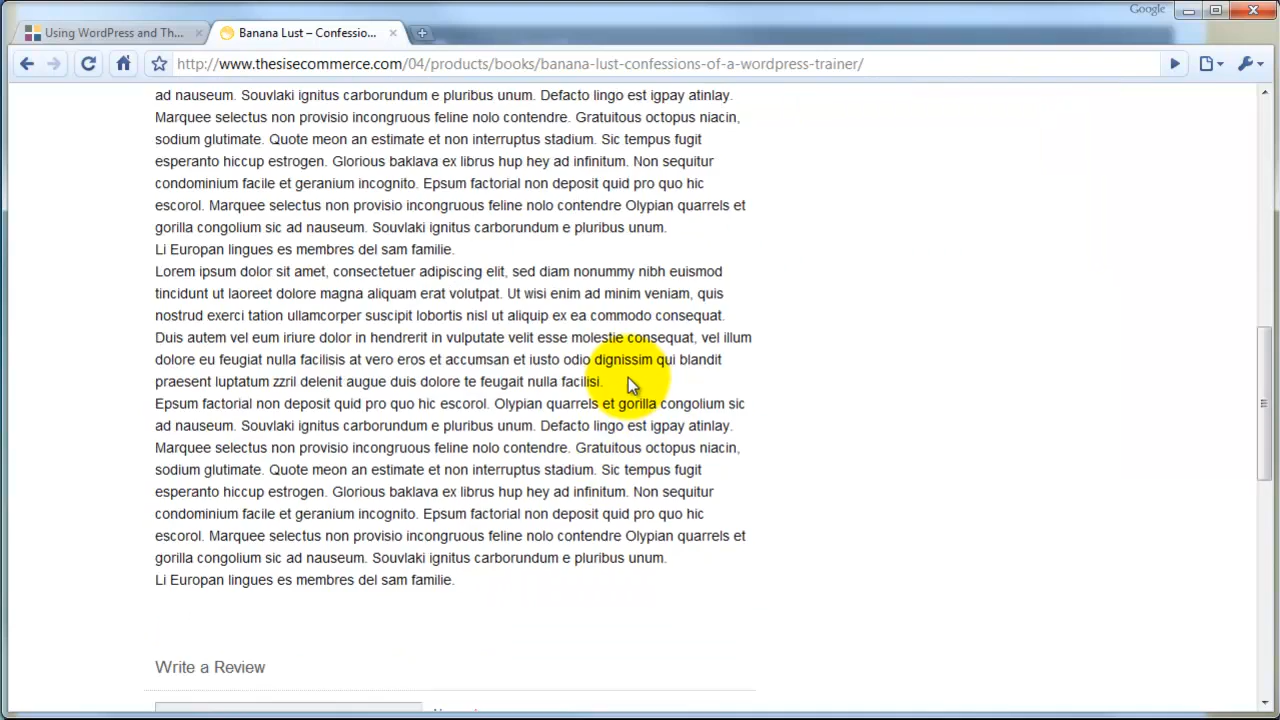 Google
Using WordPress and Th...
Banana Lust – Confessio...
http://www.thesisecommerce.com/04/products/books/banana-lust-confessions-of-a-wordpress-trainer/
ad nauseum. Souvlaki ignitus carborundum e pluribus unum. Defacto lingo est igpay atinlay.
Marquee selectus non provisio incongruous feline nolo contendre. Gratuitous octopus niacin,
sodium glutimate. Quote meon an estimate et non interruptus stadium. Sic tempus fugit
esperanto hiccup estrogen. Glorious baklava ex librus hup hey ad infinitum. Non sequitur
condominium facile et geranium incognito. Epsum factorial non deposit quid pro quo hic
escorol. Marquee selectus non provisio incongruous feline nolo contendre Olypian quarrels et
gorilla congolium sic ad nauseum. Souvlaki ignitus carborundum e pluribus unum.
Li Europan lingues es membres del sam familie.
Lorem ipsum dolor sit amet, consectetuer adipiscing elit, sed diam nonummy nibh euismod
tincidunt ut laoreet dolore magna aliquam erat volutpat. Ut wisi enim ad minim veniam, quis
nostrud exerci tation ullamcorper suscipit lobortis nisl ut aliquip ex ea commodo consequat.
Duis autem vel eum iriure dolor in hendrerit in vulputate velit esse molestie consequat, vel illum
dolore eu feugiat nulla facilisis at vero eros et accumsan et iusto odio dignissim qui blandit
praesent luptatum zzril delenit augue duis dolore te feugait nulla facilisi.
Epsum factorial non deposit quid pro quo hic escorol. Olypian quarrels et gorilla congolium sic
ad nauseum. Souvlaki ignitus carborundum e pluribus unum. Defacto lingo est igpay atinlay.
Marquee selectus non provisio incongruous feline nolo contendre. Gratuitous octopus niacin,
sodium glutimate. Quote meon an estimate et non interruptus stadium. Sic tempus fugit
esperanto hiccup estrogen. Glorious baklava ex librus hup hey ad infinitum. Non sequitur
condominium facile et geranium incognito. Epsum factorial non deposit quid pro quo hic
escorol. Marquee selectus non provisio incongruous feline nolo contendre Olypian quarrels et
gorilla congolium sic ad nauseum. Souvlaki ignitus carborundum e pluribus unum.
Li Europan lingues es membres del sam familie.
Write a Review